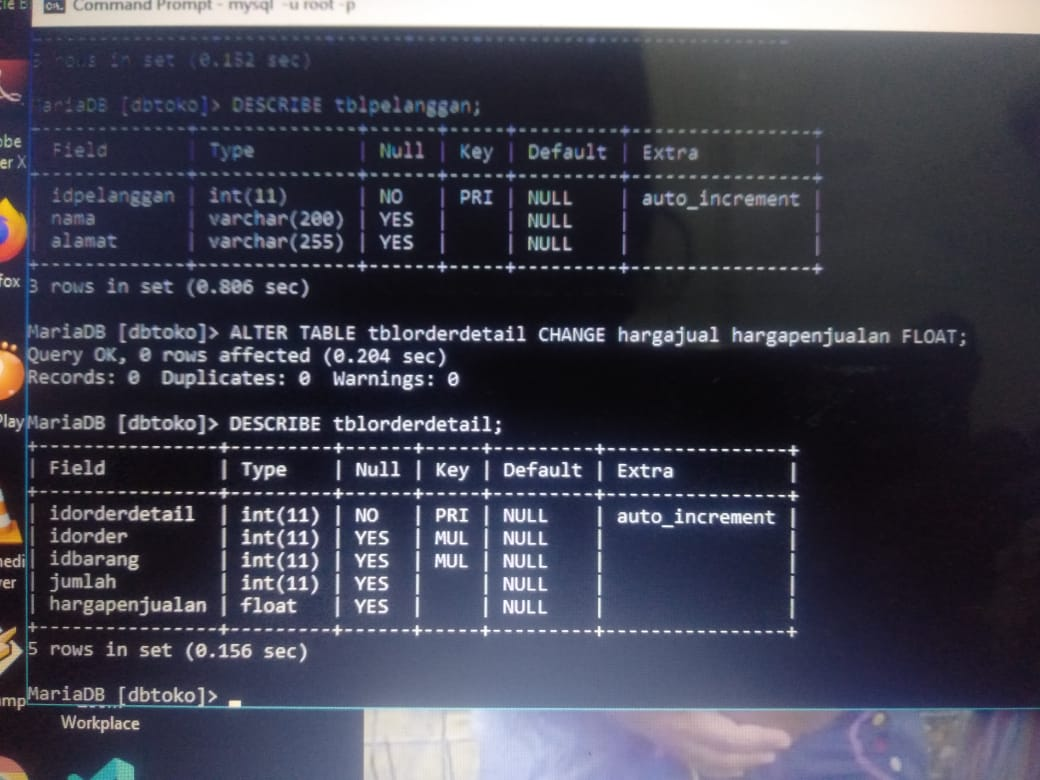 Command Prompt - mysql -u root -p
5 rows in set (0.152 sec)
MariaDB [dbtoko]> DESCRIBE tblpelanggan;
| Field | Type | Null | Key | Default | Extra |
| idpelanggan | int(11) | NO | PRI | NULL | auto_increment |
| nama | varchar(200) | YES | | NULL | |
| alamat | varchar(255) | YES | | NULL | |
3 rows in set (0.806 sec)
MariaDB [dbtoko]> ALTER TABLE tblorderdetail CHANGE hargajual hargapenjualan FLOAT;
Query OK, 0 rows affected (0.204 sec)
Records: 0 Duplicates: 0 Warnings: 0
MariaDB [dbtoko]> DESCRIBE tblorderdetail;
| Field | Type | Null | Key | Default | Extra |
| idorderdetail | int(11) | NO | PRI | NULL | auto_increment |
| idorder | int(11) | YES | MUL | NULL | |
| idbarang | int(11) | YES | MUL | NULL | |
| jumlah | int(11) | YES | | NULL | |
| hargapenjualan | float | YES | | NULL | |
5 rows in set (0.156 sec)
MariaDB [dbtoko]>
Workplace